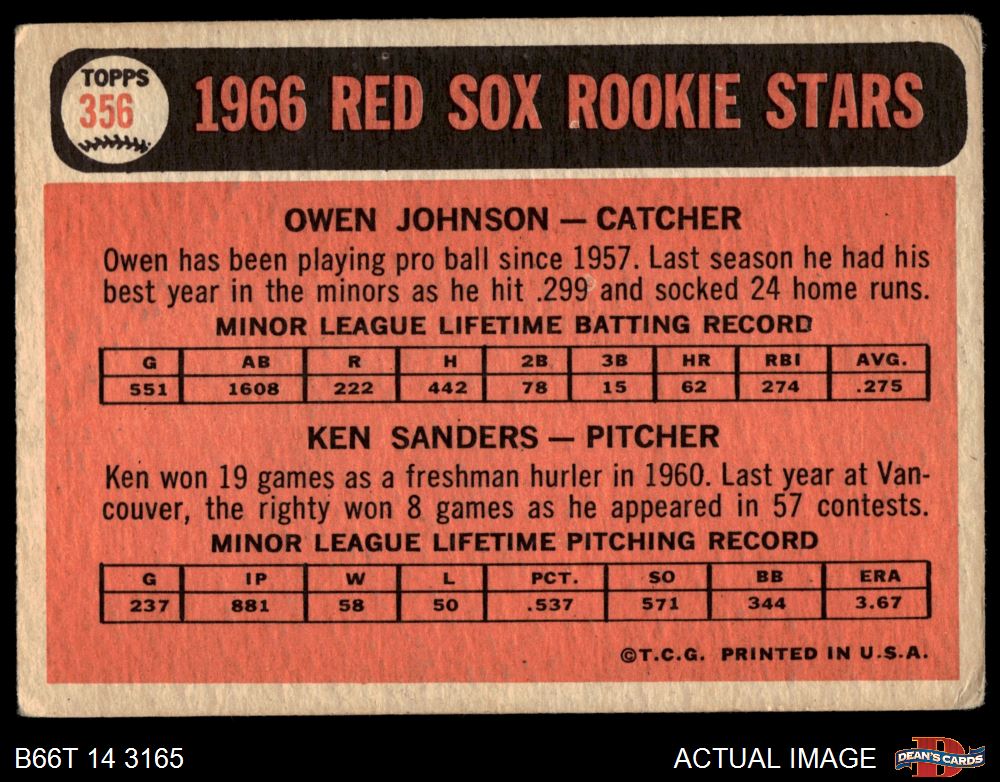 TOPPS
356
1966 RED SOX ROOKIE STARS
OWEN JOHNSON — CATCHER
Owen has been playing pro ball since 1957. Last season he had his
best year in the minors as he hit .299 and socked 24 home runs.
MINOR LEAGUE LIFETIME BATTING RECORD
G AB R H 2B 3B HR RBI AVG.
551 1608 222 442 78 15 62 274 .275
KEN SANDERS — PITCHER
Ken won 19 games as a freshman hurler in 1960. Last year at Van-
couver, the righty won 8 games as he appeared in 57 contests.
MINOR LEAGUE LIFETIME PITCHING RECORD
G IP W L PCT. SO BB ERA
237 881 58 50 .537 571 344 3.67
©T.C.G. PRINTED IN U.S.A.
B66T 14 3165
ACTUAL IMAGE
D
DEAN'S CARDS